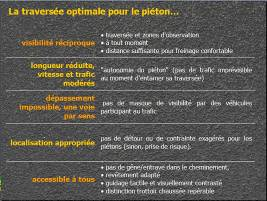 La traversée optimale pour le piéton...
visibilité réciproque
• traversée et zones d'observation
• à tout moment
• distance suffisante pour freinage confortable
longueur réduite,
vitesse et trafic
modérés
"autonomie du piéton" (pas de trafic imprévisible
au moment d'entamer sa traversée)
dépassement
impossible, une voie
par sens
pas de masque de visibilité par des véhicules
participant au trafic
localisation appropriée
pas de détour ou de contrainte exagérés pour les
piétons (sinon, prise de risque).
accessible à tous
• pas de gêne/entrave dans le cheminement,
• revêtement adapté
• guidage tactile et visuellement contrasté
• distinction trottoir chaussée repérable